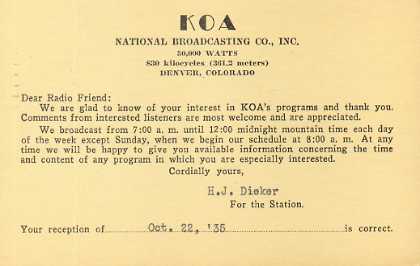 KOA
NATIONAL BROADCASTING CO., INC.
50,000 WATTS
830 kilocycles (361.2 meters)
DENVER, COLORADO
Dear Radio Friend:
We are glad to know of your interest in KOA's programs and thank you.
Comments from interested listeners are most welcome and are appreciated.
We broadcast from 7:00 a. m. until 12:00 midnight mountain time each day
of the week except Sunday, when we begin our schedule at 8:00 a. m. At any
time we will be happy to give you available information concerning the time
and content of any program in which you are especially interested.
Cordially yours,
H.J. Dieker
For the Station.
Your reception of Oct. 22, '35 is correct.